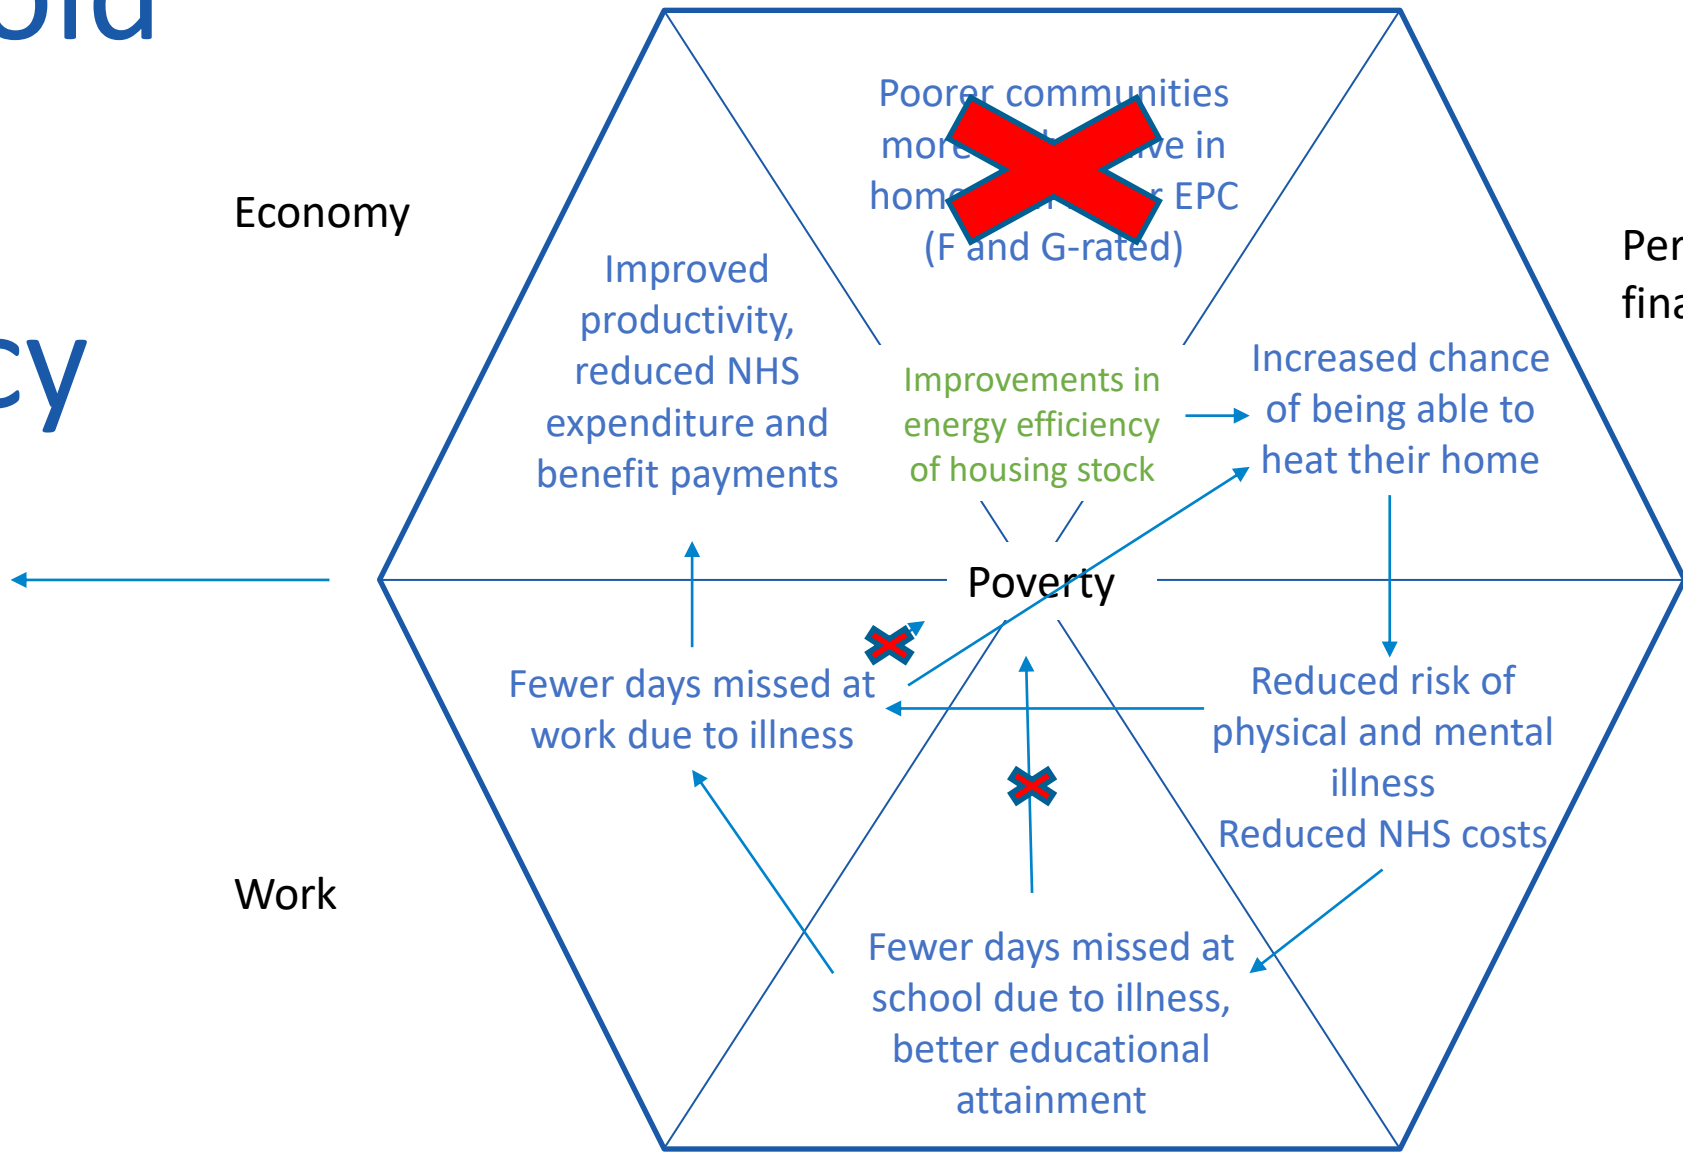 old
cy
Economy
Poorer communities
more ve in
EPC
(F and G-rated)
Per
fina
Improved
productivity,
reduced NHS
expenditure and
benefit payments
Improvements in
energy efficiency
of housing stock
Increased chance
of being able to
heat their home
Poverty
Fewer days missed at
work due to illness
Reduced risk of
physical and mental
illness
Reduced NHS costs
Work
Fewer days missed at
school due to illness,
better educational
attainment